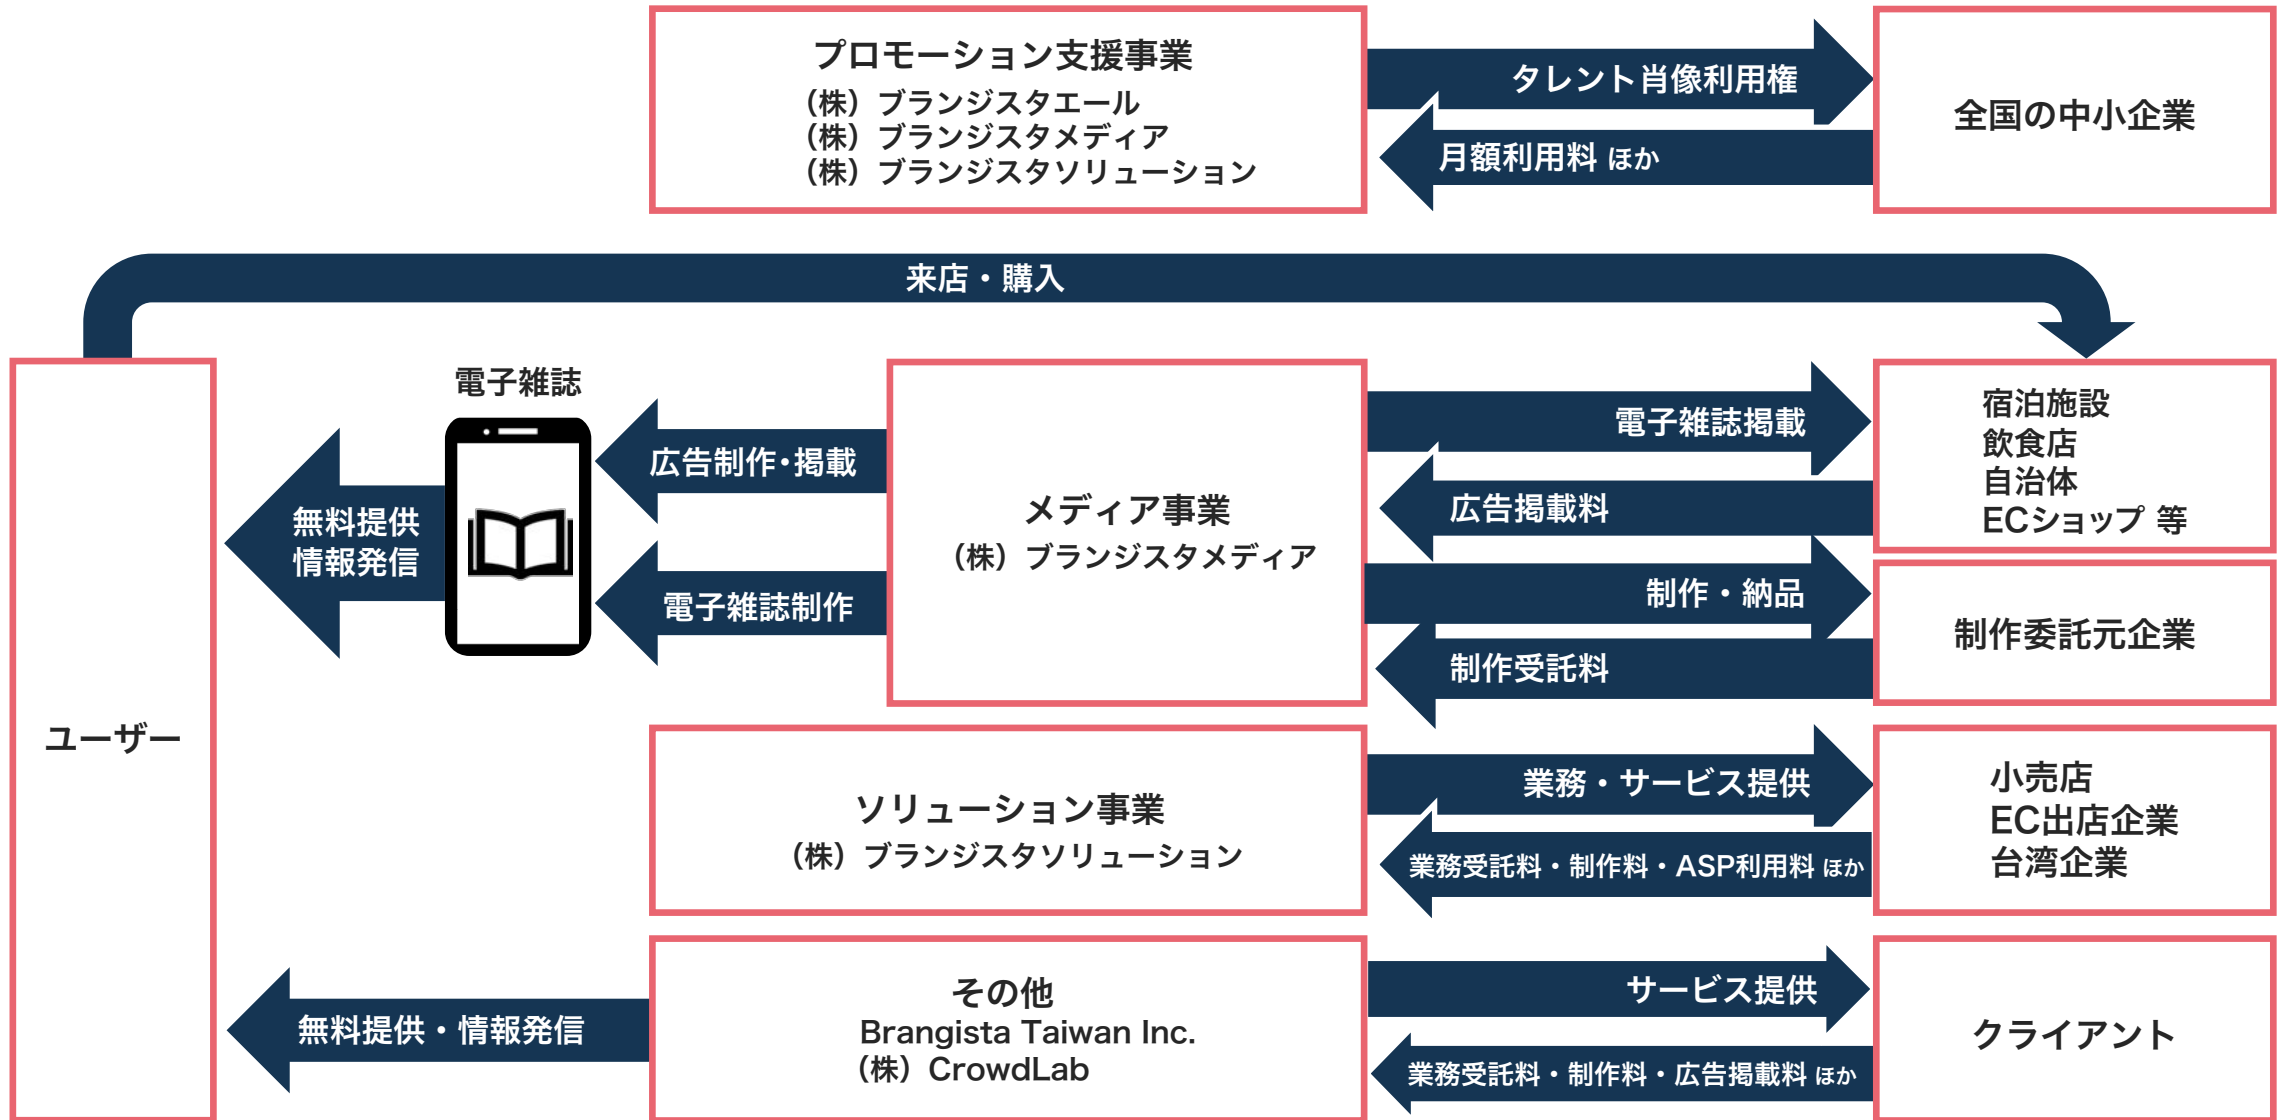 プロモーション支援事業
（株）ブランジスタエール
（株）ブランジスタメディア
（株）ブランジスタソリューション
タレント肖像利用権
月額利用料 ほか
全国の中小企業
来店・購入
ユーザー
電子雑誌
無料提供
情報発信
広告制作・掲載
電子雑誌制作
メディア事業
（株）ブランジスタメディア
電子雑誌掲載
広告掲載料
制作・納品
制作受託料
宿泊施設
飲食店
自治体
ECショップ 等
制作委託元企業
ソリューション事業
（株）ブランジスタソリューション
業務・サービス提供
業務受託料・制作料・ASP利用料 ほか
小売店
EC出店企業
台湾企業
無料提供・情報発信
その他
Brangista Taiwan Inc.
（株）CrowdLab
サービス提供
業務受託料・制作料・広告掲載料 ほか
クライアント